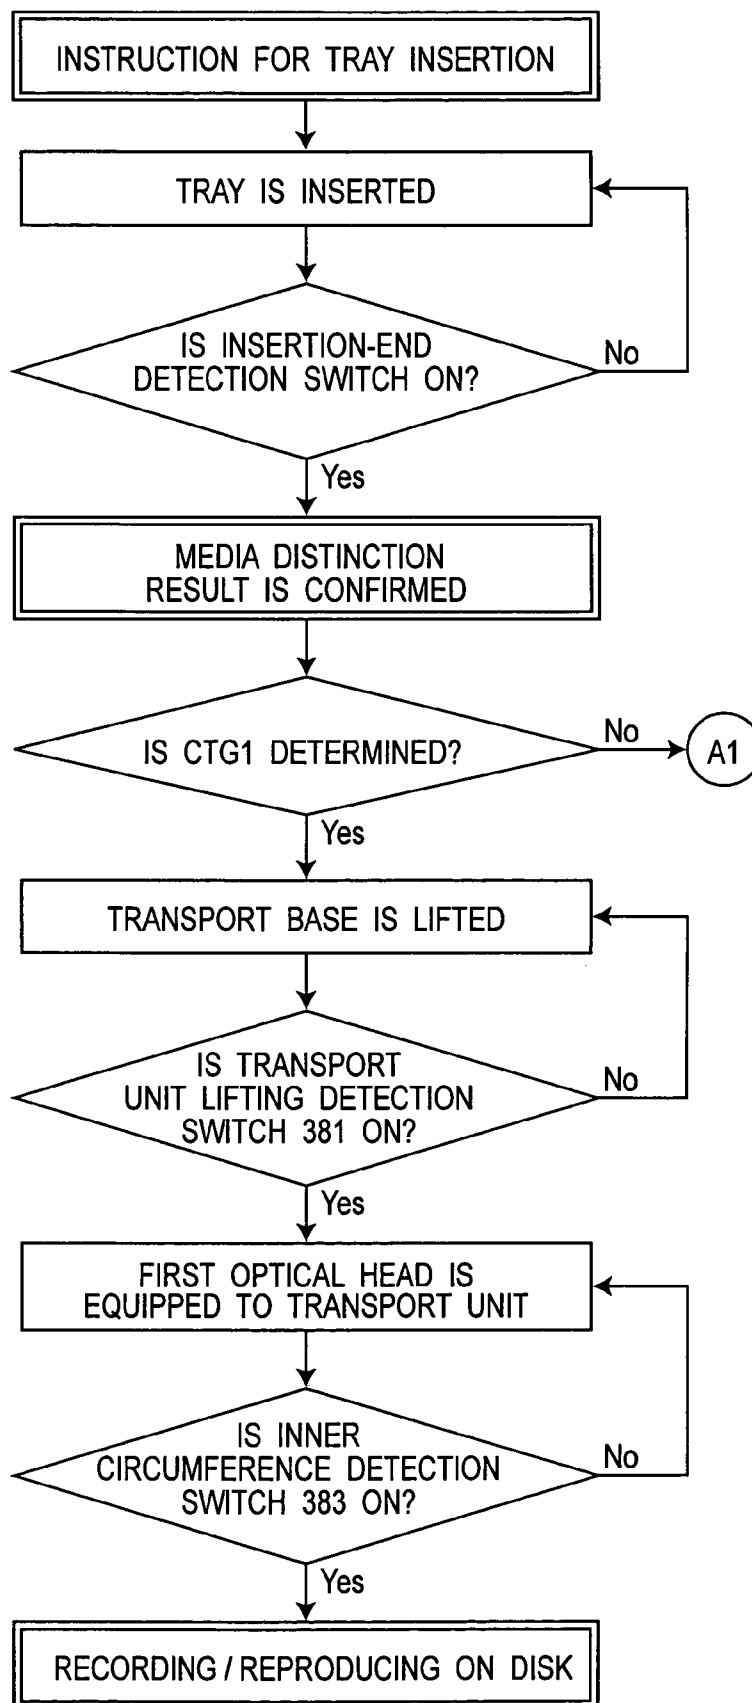 INSTRUCTION FOR TRAY INSERTION
TRAY IS INSERTED
IS INSERTION-END
DETECTION SWITCH ON?
No
Yes
MEDIA DISTINCTION
RESULT IS CONFIRMED
IS CTG1 DETERMINED?
No
A1
Yes
TRANSPORT BASE IS LIFTED
IS TRANSPORT
UNIT LIFTING DETECTION
SWITCH 381 ON?
No
Yes
FIRST OPTICAL HEAD IS
EQUIPPED TO TRANSPORT UNIT
IS INNER
CIRCUMFERENCE DETECTION
SWITCH 383 ON?
No
Yes
RECORDING / REPRODUCING ON DISK